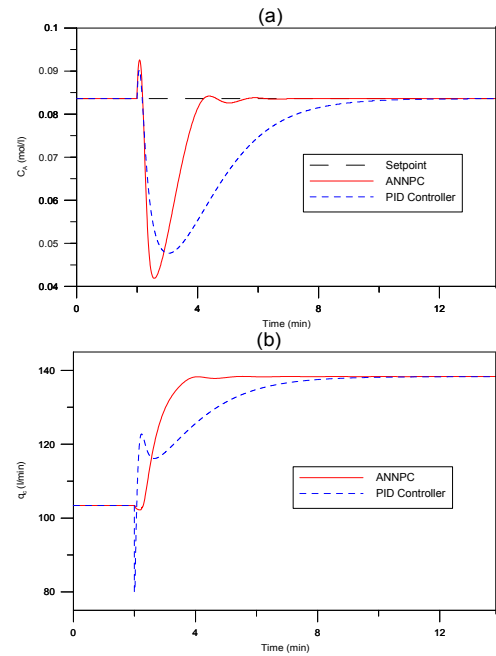 (a)
0.1
0.09
0.08
0.07
0.06
0.05
0.04
C_A (mol/l)
Setpoint
ANNPC
PID Controller
0
4
8
12
Time (min)
(b)
140
120
100
80
q_c (l/min)
ANNPC
PID Controller
0
4
8
12
Time (min)